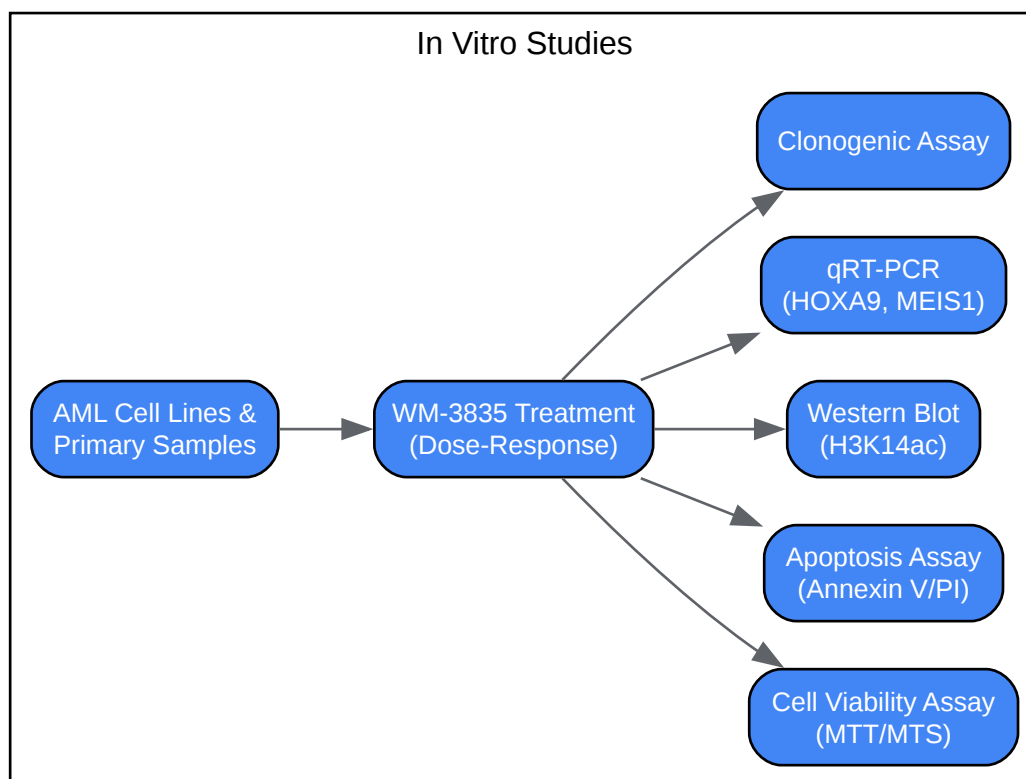 In Vitro Studies
AML Cell Lines &
Primary Samples
WM-3835 Treatment
(Dose-Response)
Clonogenic Assay
qRT-PCR
(HOXA9, MEIS1)
Western Blot
(H3K14ac)
Apoptosis Assay
(Annexin V/PI)
Cell Viability Assay
(MTT/MTS)